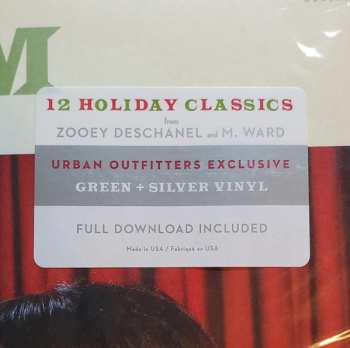 M
12 HOLIDAY CLASSICS
from
ZOOEY DESCHANEL and M. WARD
URBAN OUTFITTERS EXCLUSIVE
GREEN + SILVER VINYL
FULL DOWNLOAD INCLUDED
Made in USA / Fabriqué en USA